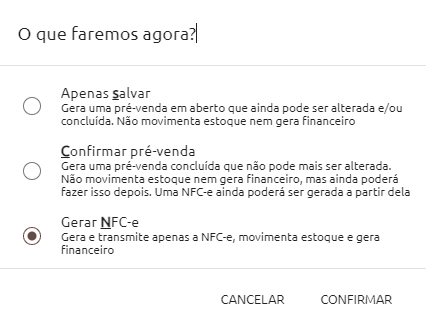 O que faremos agora?
Apenas salvar
Gera uma pré-venda em aberto que ainda pode ser alterada e/ou
concluída. Não movimenta estoque nem gera financeiro
Confirmar pré-venda
Gera uma pré-venda concluída que não pode mais ser alterada.
Não movimenta estoque nem gera financeiro, mas ainda poderá
fazer isso depois. Uma NFC-e ainda poderá ser gerada a partir dela
Gerar NFC-e
Gera e transmite apenas a NFC-e, movimenta estoque e gera
financeiro
CANCELAR
CONFIRMAR